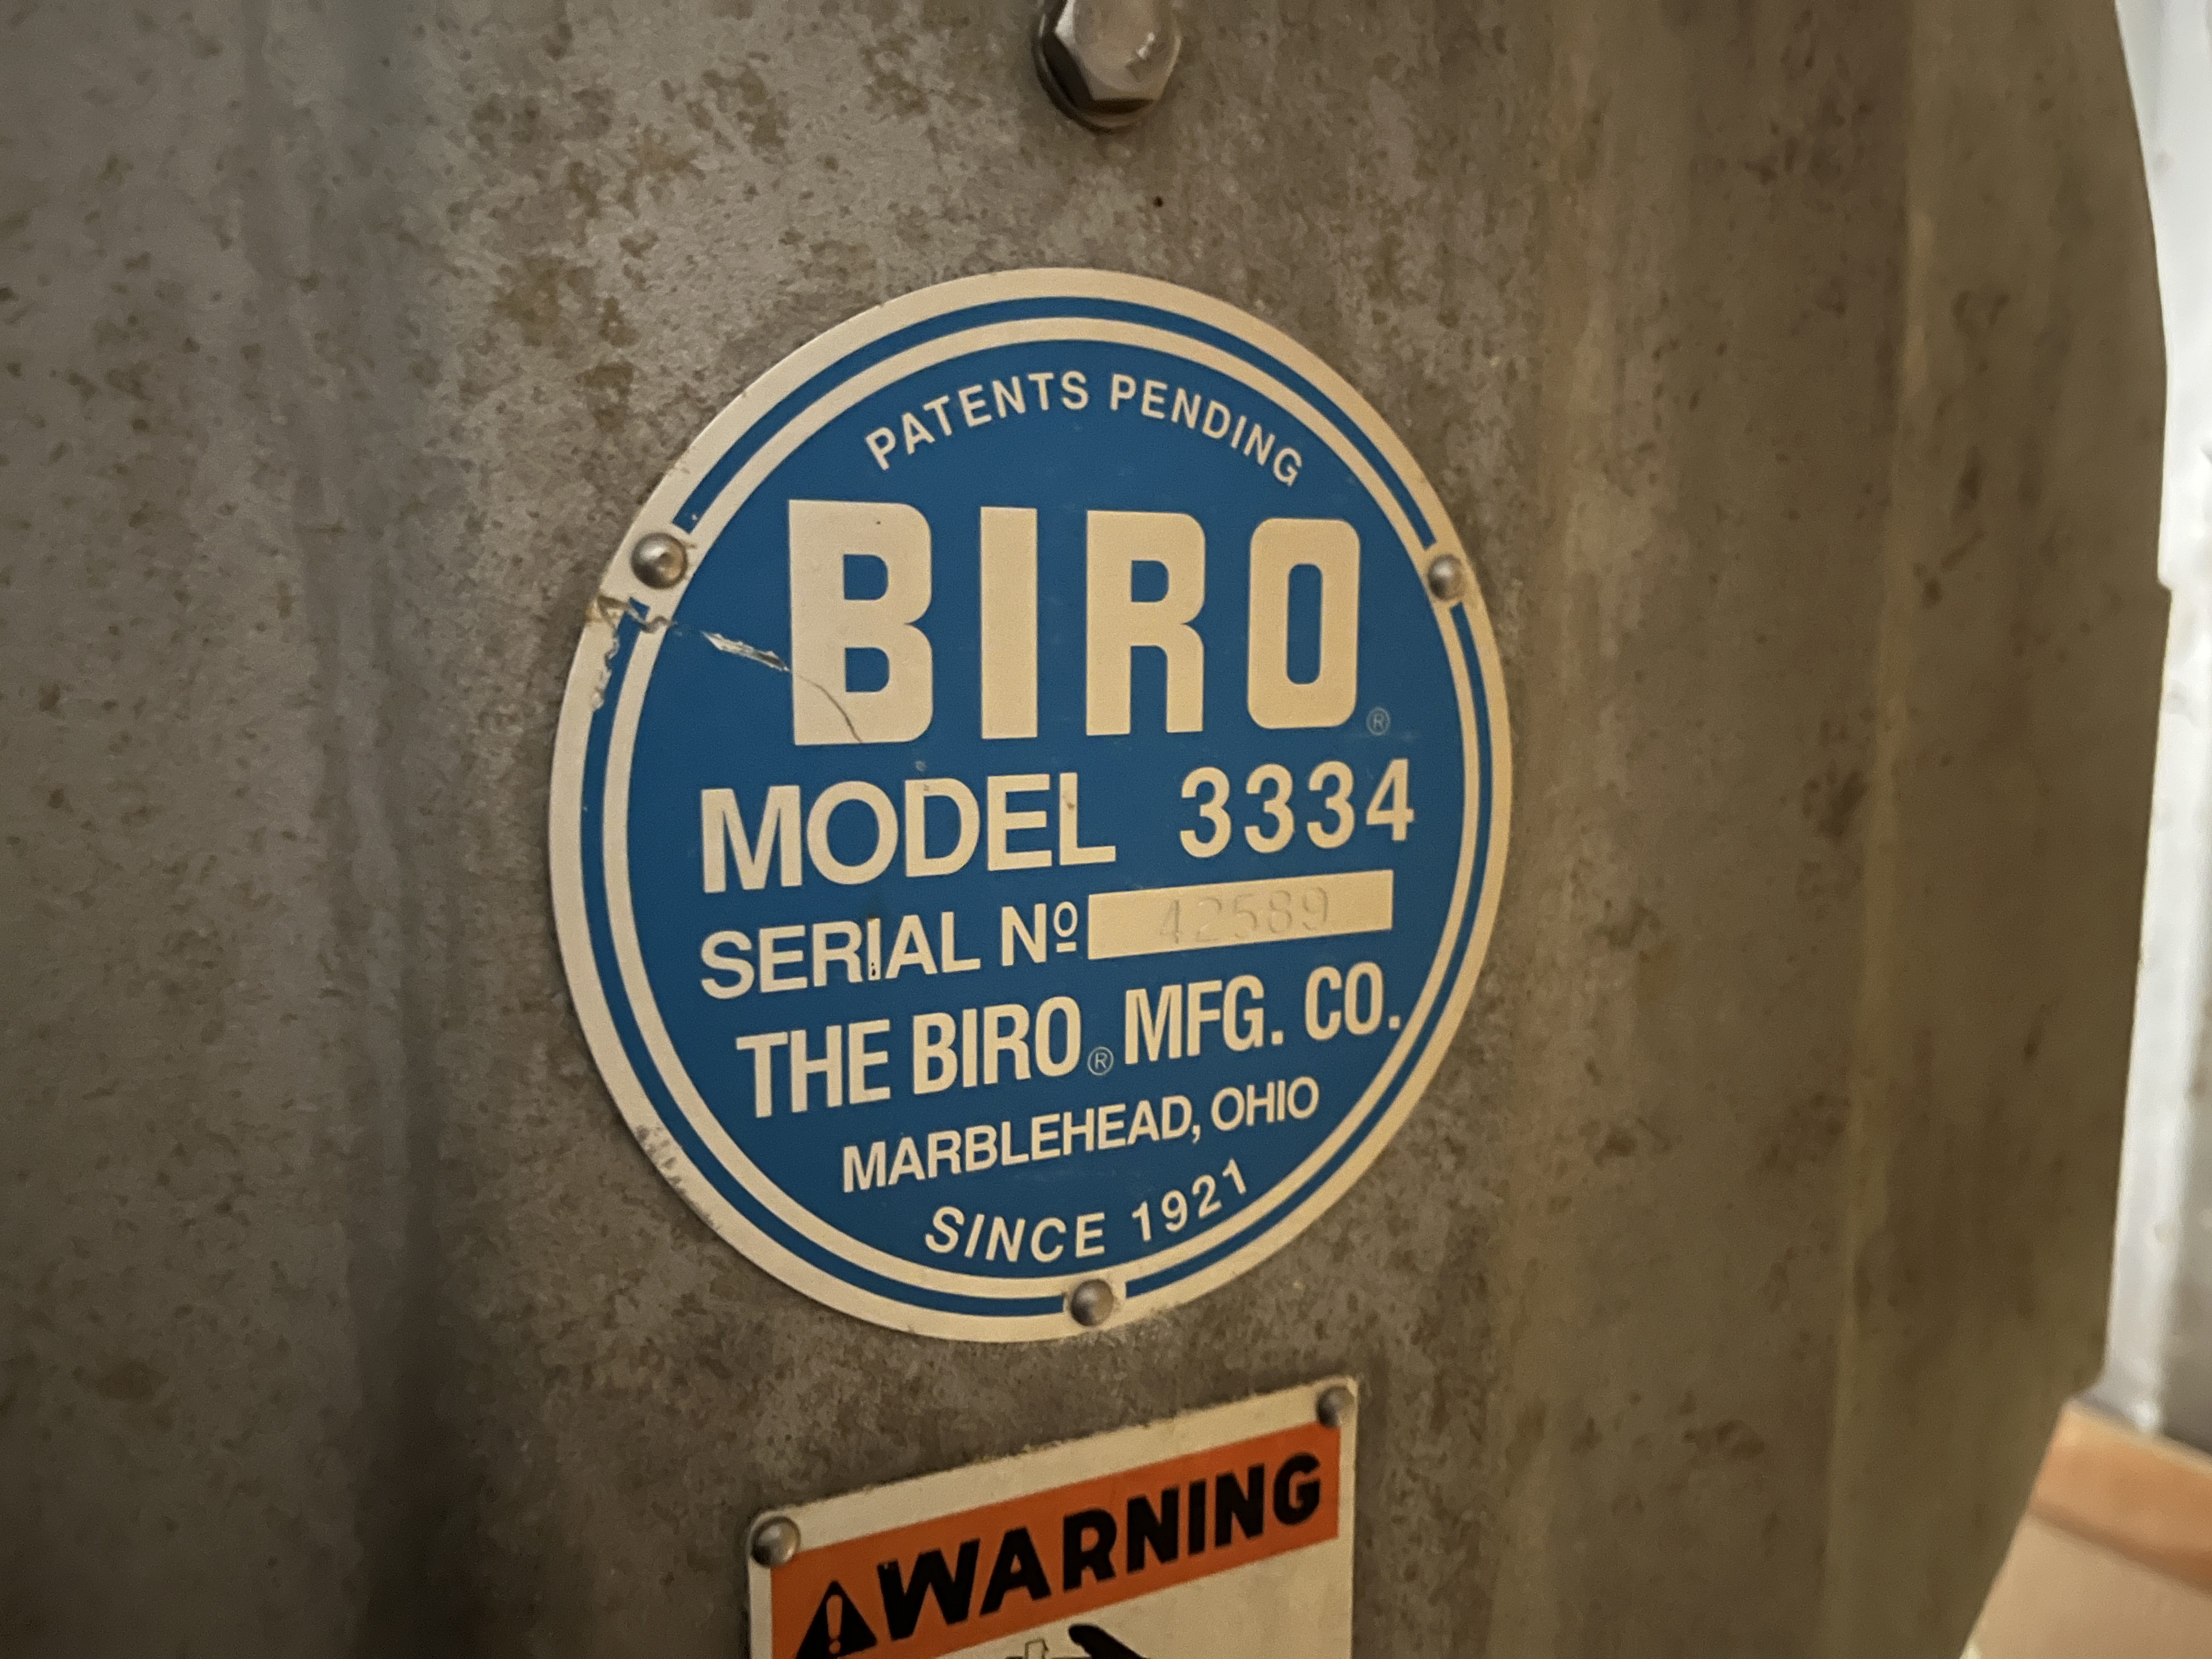 PATENTS PENDING
BIRO®
MODEL 3334
SERIAL Nº 42589
THE BIRO® MFG. CO.
MARBLEHEAD, OHIO
SINCE 1921
WARNING